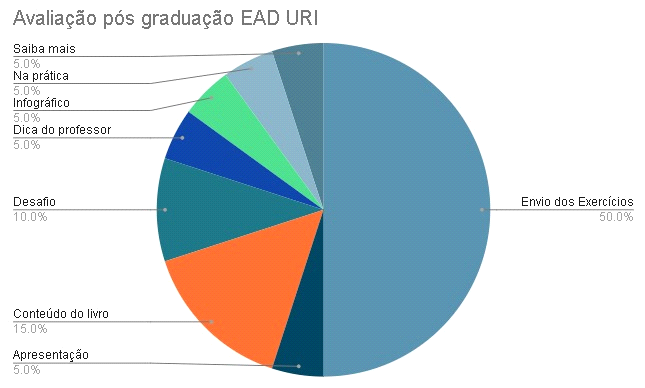 Avaliação pós graduação EAD URI
Saiba mais
5.0%
Na prática
5.0%
Infográfico
5.0%
Dica do professor
5.0%
Desafio
10.0%
Envio dos Exercícios
50.0%
Conteúdo do livro
15.0%
Apresentação
5.0%